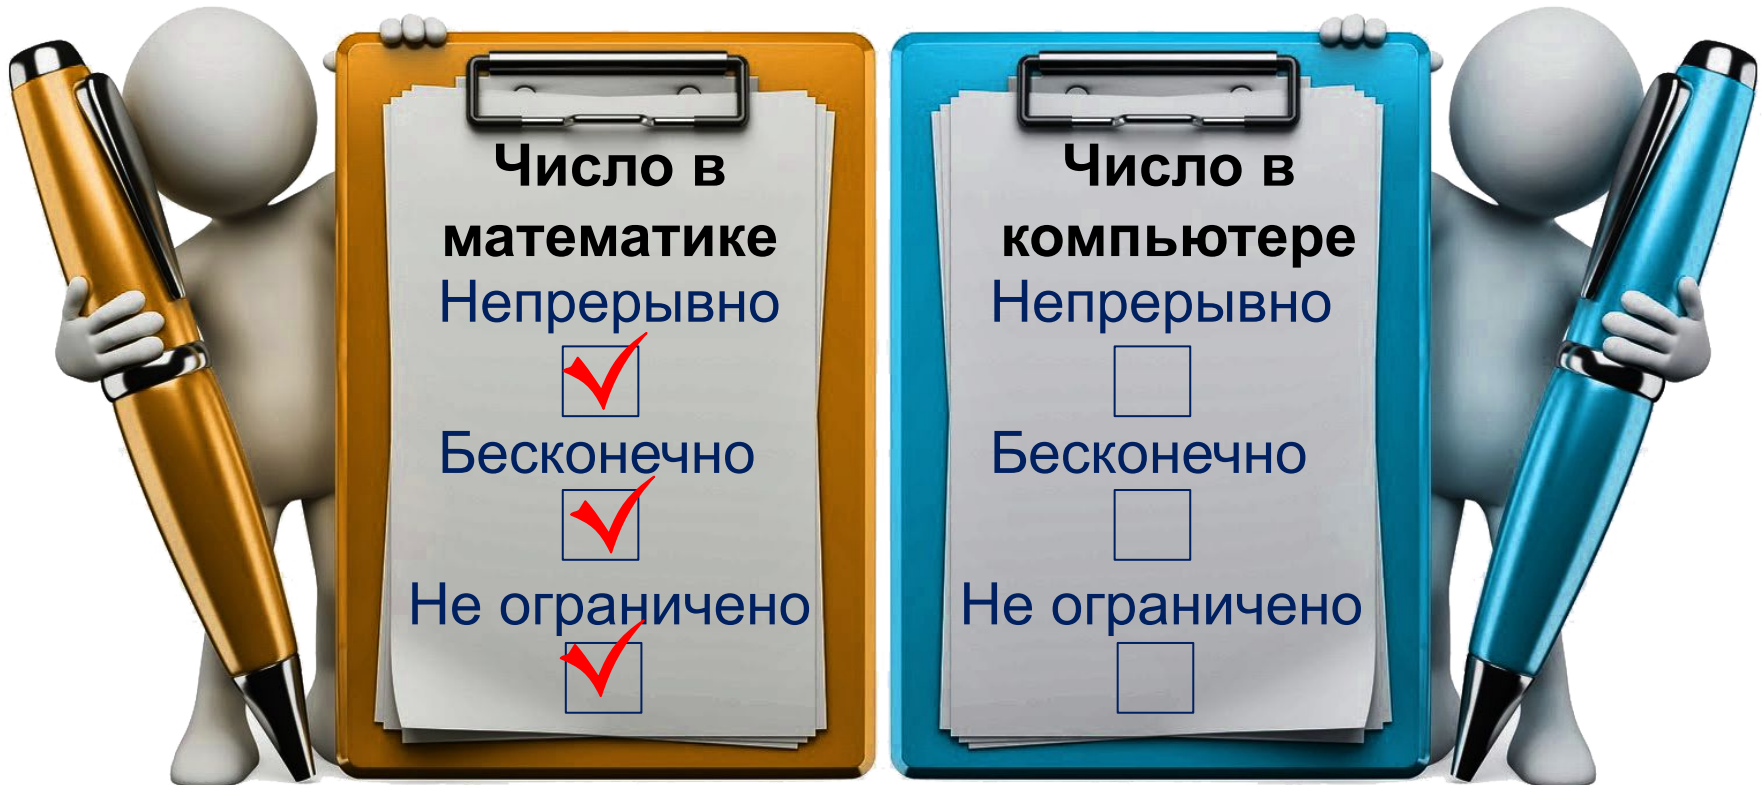 Число в
математике
Непрерывно
Бесконечно
Не ограничено
Число в
компьютере
Непрерывно
Бесконечно
Не ограничено